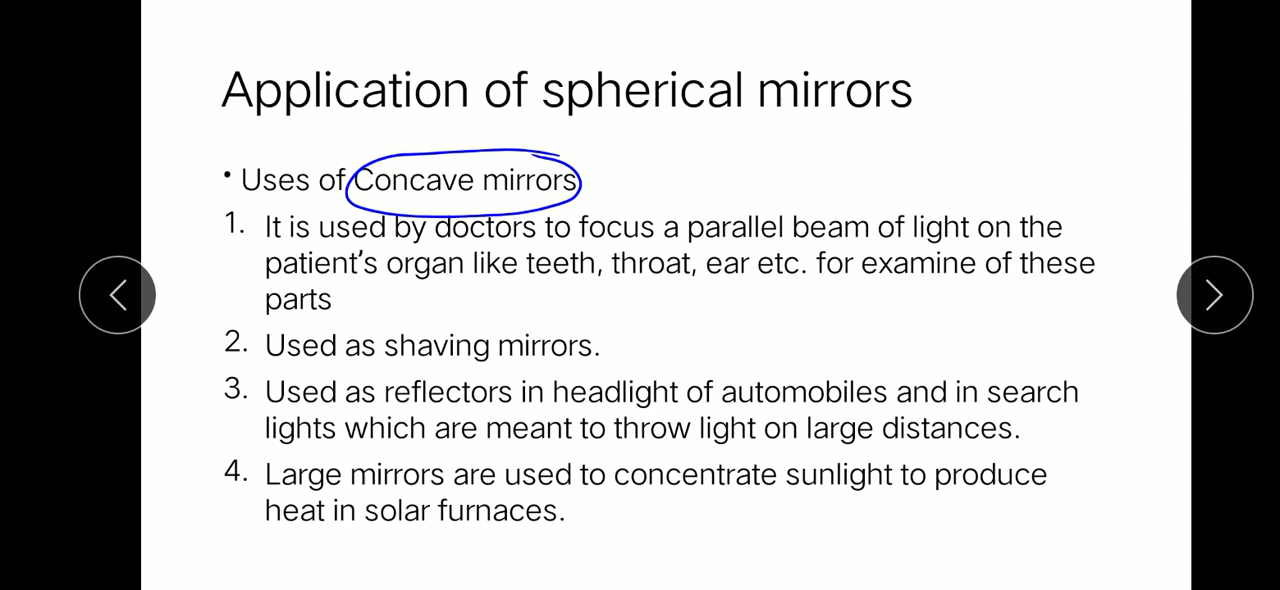 Application of spherical mirrors
• Uses of Concave mirrors
1. It is used by doctors to focus a parallel beam of light on the
patient's organ like teeth, throat, ear etc. for examine of these
parts
2. Used as shaving mirrors.
3. Used as reflectors in headlight of automobiles and in search
lights which are meant to throw light on large distances.
4. Large mirrors are used to concentrate sunlight to produce
heat in solar furnaces.